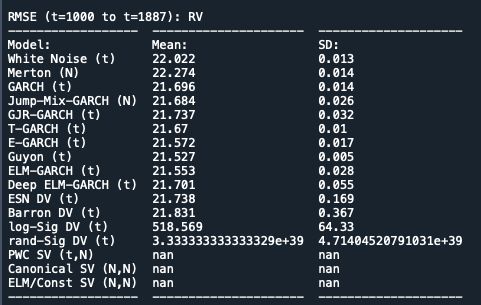 RMSE (t=1000 to t=1887): RV
------------------ --------------------- --------------------
Model: Mean: SD:
White Noise (t) 22.022 0.013
Merton (N) 22.274 0.014
GARCH (t) 21.696 0.014
Jump-Mix-GARCH (N) 21.684 0.026
GJR-GARCH (t) 21.737 0.032
T-GARCH (t) 21.67 0.01
E-GARCH (t) 21.572 0.017
Guyon (t) 21.527 0.005
ELM-GARCH (t) 21.553 0.028
Deep ELM-GARCH (t) 21.701 0.055
ESN DV (t) 21.738 0.169
Barron DV (t) 21.831 0.367
log-Sig DV (t) 518.569 64.33
rand-Sig DV (t) 3.333333333333329e+39 4.71404520791031e+39
PWC SV (t,N) nan nan
Canonical SV (N,N) nan nan
ELM/Const SV (N,N) nan nan
------------------ --------------------- --------------------